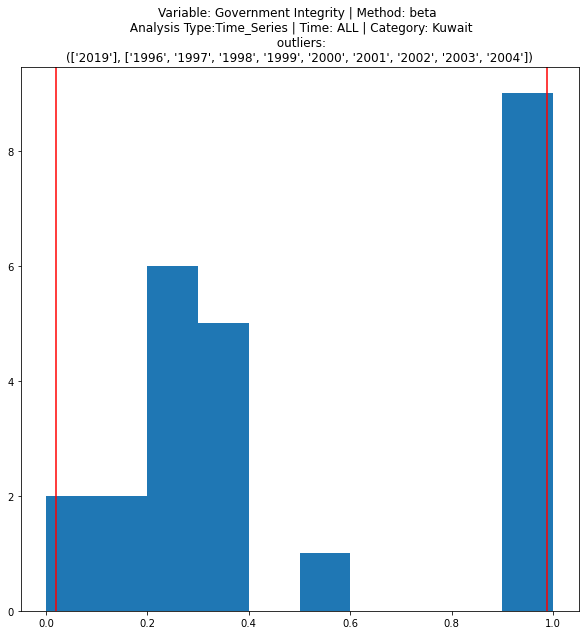 Variable: Government Integrity | Method: beta
Analysis Type:Time_Series | Time: ALL | Category: Kuwait
outliers:
(['2019'], ['1996', '1997', '1998', '1999', '2000', '2001', '2002', '2003', '2004'])
8
6
4
2
0
0.0 0.2 0.4 0.6 0.8 1.0